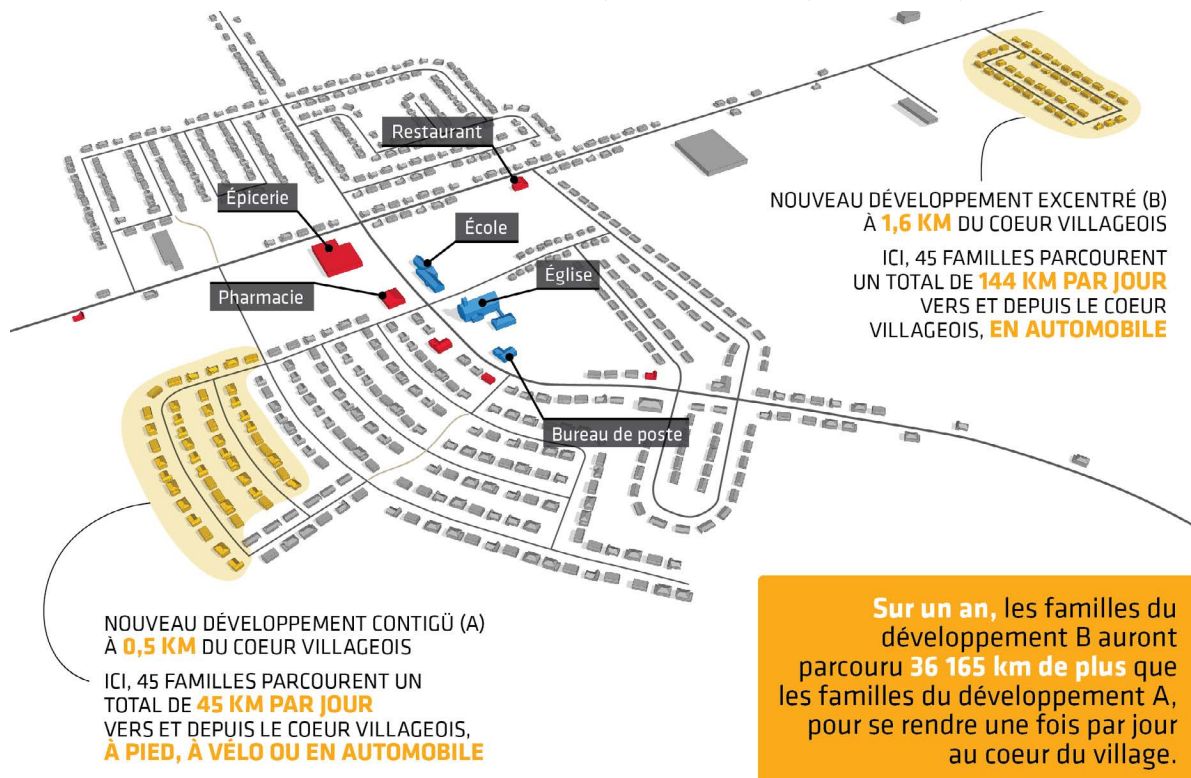 Restaurant
Épicerie
École
Église
Pharmacie
Bureau de poste
NOUVEAU DÉVELOPPEMENT EXCENTRÉ (B)
À 1,6 KM DU COEUR VILLAGEOIS
ICI, 45 FAMILLES PARCOURENT
UN TOTAL DE 144 KM PAR JOUR
VERS ET DEPUIS LE COEUR
VILLAGEOIS, EN AUTOMOBILE
NOUVEAU DÉVELOPPEMENT CONTIGÜ (A)
À 0,5 KM DU COEUR VILLAGEOIS
ICI, 45 FAMILLES PARCOURENT UN
TOTAL DE 45 KM PAR JOUR
VERS ET DEPUIS LE COEUR VILLAGEOIS,
À PIED, À VÉLO OU EN AUTOMOBILE
Sur un an, les familles du
développement B auront
parcouru 36 165 km de plus que
les familles du développement A,
pour se rendre une fois par jour
au coeur du village.